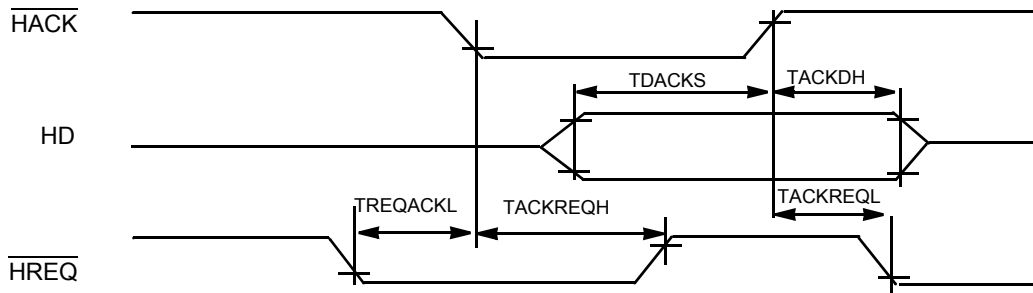 HACK
TDACKS
TACKDH
HD
TREQACKL
TACKREQH
TACKREQL
HREQ